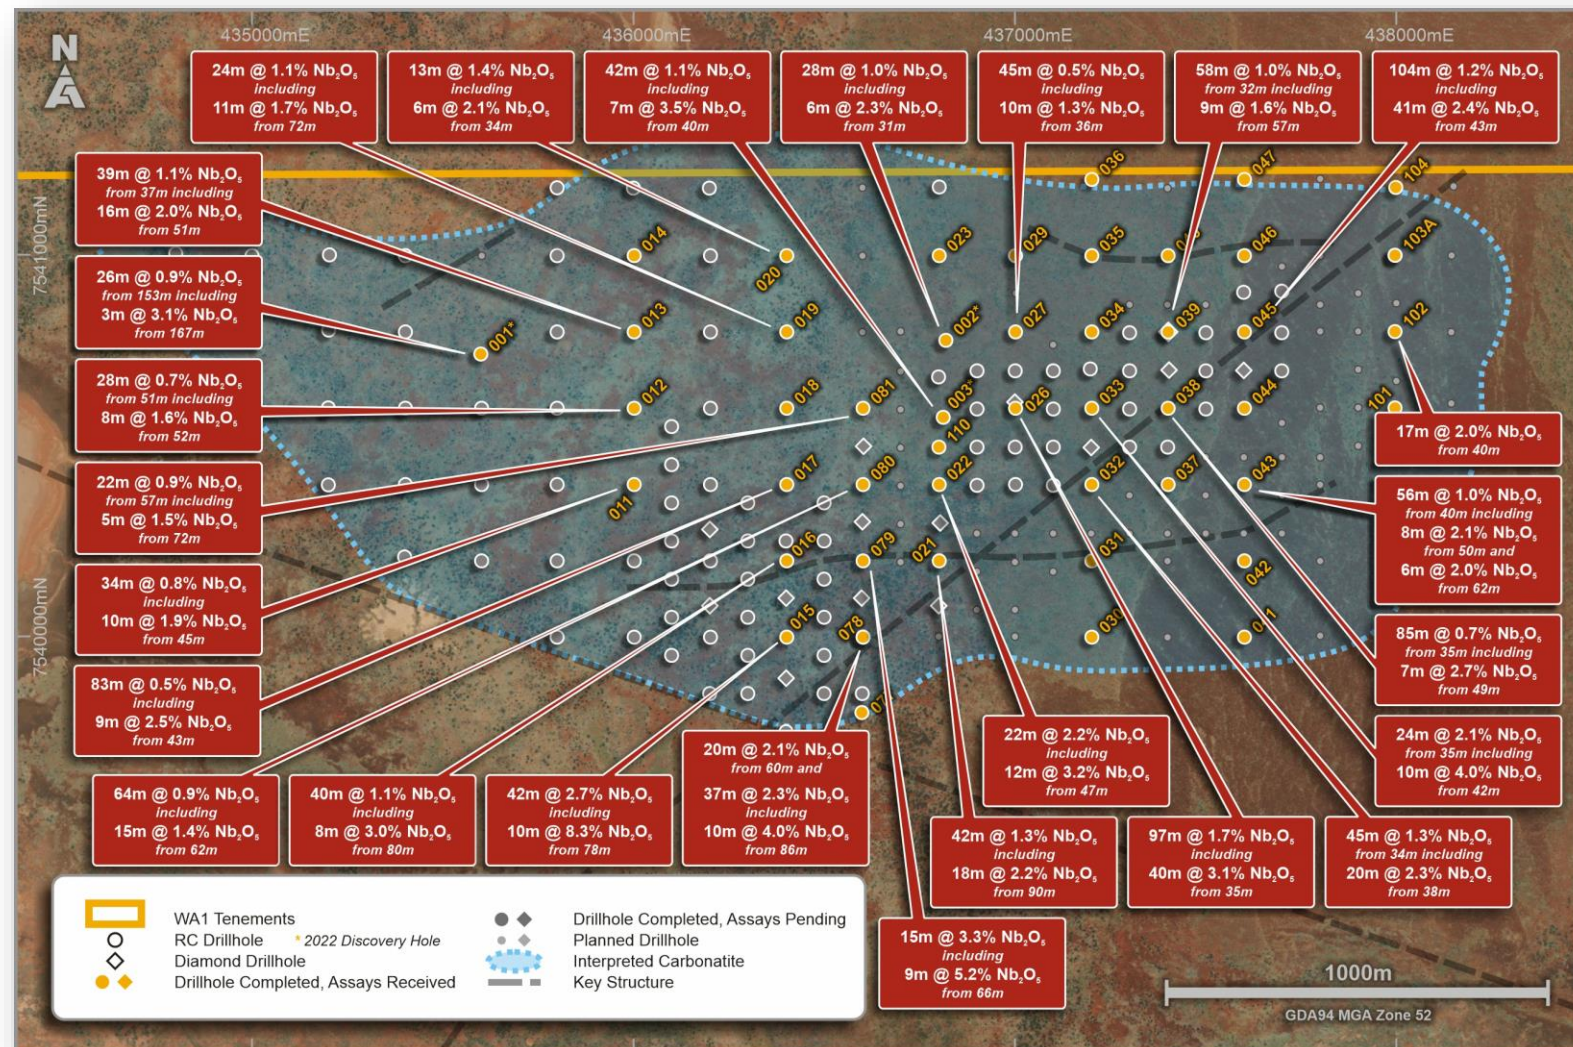 N
435000mE
436000mE
437000mE
438000mE
7541000mN
7540000mN
24m @ 1.1% Nb₂O₅
including
11m @ 1.7% Nb₂O₅
from 72m
13m @ 1.4% Nb₂O₅
including
6m @ 2.1% Nb₂O₅
from 34m
42m @ 1.1% Nb₂O₅
including
7m @ 3.5% Nb₂O₅
from 40m
28m @ 1.0% Nb₂O₅
including
6m @ 2.3% Nb₂O₅
from 31m
45m @ 0.5% Nb₂O₅
including
10m @ 1.3% Nb₂O₅
from 36m
58m @ 1.0% Nb₂O₅
from 32m including
9m @ 1.6% Nb₂O₅
from 57m
104m @ 1.2% Nb₂O₅
including
41m @ 2.4% Nb₂O₅
from 43m
39m @ 1.1% Nb₂O₅
from 37m including
16m @ 2.0% Nb₂O₅
from 51m
26m @ 0.9% Nb₂O₅
from 153m including
3m @ 3.1% Nb₂O₅
from 167m
28m @ 0.7% Nb₂O₅
from 51m including
8m @ 1.6% Nb₂O₅
from 52m
22m @ 0.9% Nb₂O₅
from 57m including
5m @ 1.5% Nb₂O₅
from 72m
34m @ 0.8% Nb₂O₅
including
10m @ 1.9% Nb₂O₅
from 45m
83m @ 0.5% Nb₂O₅
including
9m @ 2.5% Nb₂O₅
from 43m
64m @ 0.9% Nb₂O₅
including
15m @ 1.4% Nb₂O₅
from 62m
40m @ 1.1% Nb₂O₅
including
8m @ 3.0% Nb₂O₅
from 80m
42m @ 2.7% Nb₂O₅
including
10m @ 8.3% Nb₂O₅
from 78m
20m @ 2.1% Nb₂O₅
from 60m and
37m @ 2.3% Nb₂O₅
including
10m @ 4.0% Nb₂O₅
from 86m
15m @ 3.3% Nb₂O₅
including
9m @ 5.2% Nb₂O₅
from 66m
42m @ 1.3% Nb₂O₅
including
18m @ 2.2% Nb₂O₅
from 90m
22m @ 2.2% Nb₂O₅
including
12m @ 3.2% Nb₂O₅
from 47m
97m @ 1.7% Nb₂O₅
including
40m @ 3.1% Nb₂O₅
from 35m
45m @ 1.3% Nb₂O₅
from 34m including
20m @ 2.3% Nb₂O₅
from 38m
24m @ 2.1% Nb₂O₅
from 35m including
10m @ 4.0% Nb₂O₅
from 42m
85m @ 0.7% Nb₂O₅
from 35m including
7m @ 2.7% Nb₂O₅
from 49m
56m @ 1.0% Nb₂O₅
from 40m including
8m @ 2.1% Nb₂O₅
from 50m and
6m @ 2.0% Nb₂O₅
from 62m
17m @ 2.0% Nb₂O₅
from 40m
036
047
104
014
020
023
029
035
046
103A
001*
013
019
002*
027
034
039
045
102
012
018
081
003*
026
033
038
044
101
110
011
017
080
022
032
037
043
016
079
021
031
042
015
078
030
041
WA1 Tenements
RC Drillhole
* 2022 Discovery Hole
Diamond Drillhole
Drillhole Completed, Assays Received
Drillhole Completed, Assays Pending
Planned Drillhole
Interpreted Carbonatite
Key Structure
1000m
GDA94 MGA Zone 52